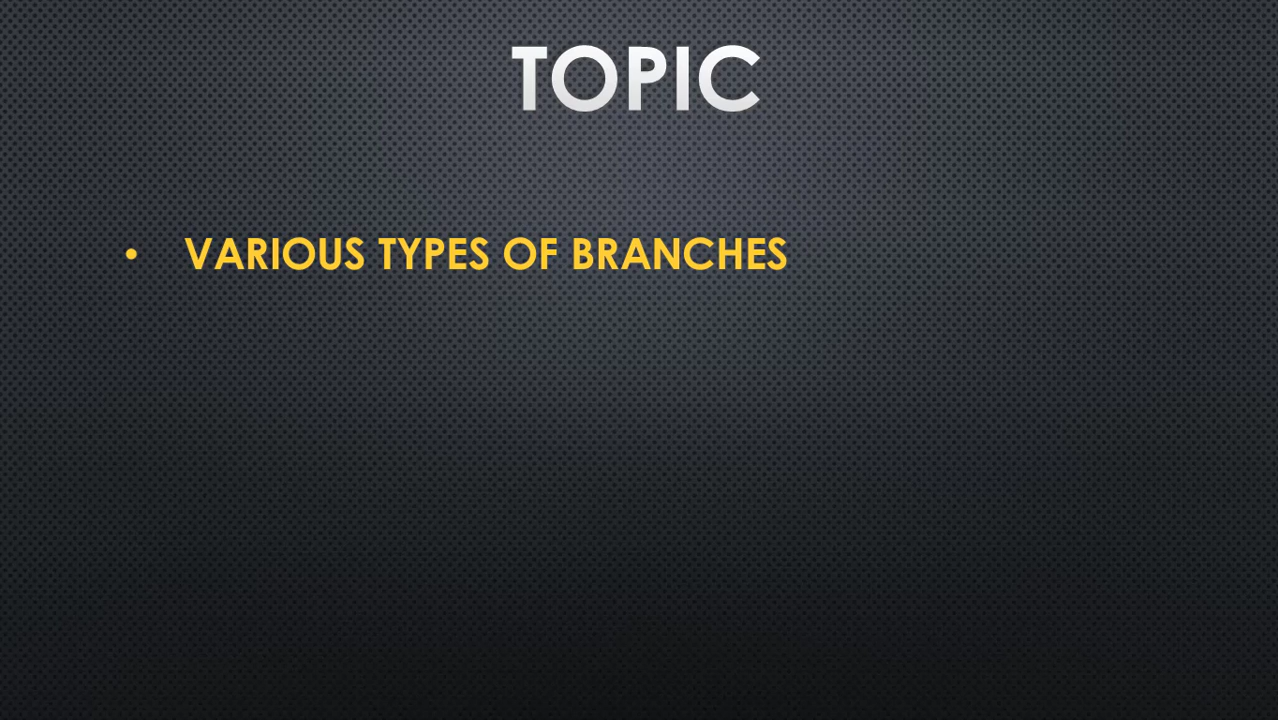 TOPIC
• VARIOUS TYPES OF BRANCHES